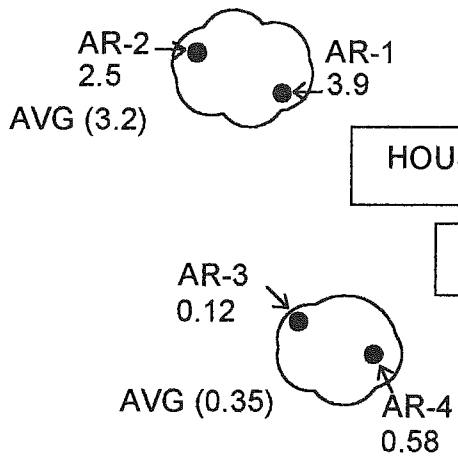 AR-2
2.5
AR-1
3.9
AVG (3.2)
HOU
AR-3
0.12
AVG (0.35)
AR-4
0.58